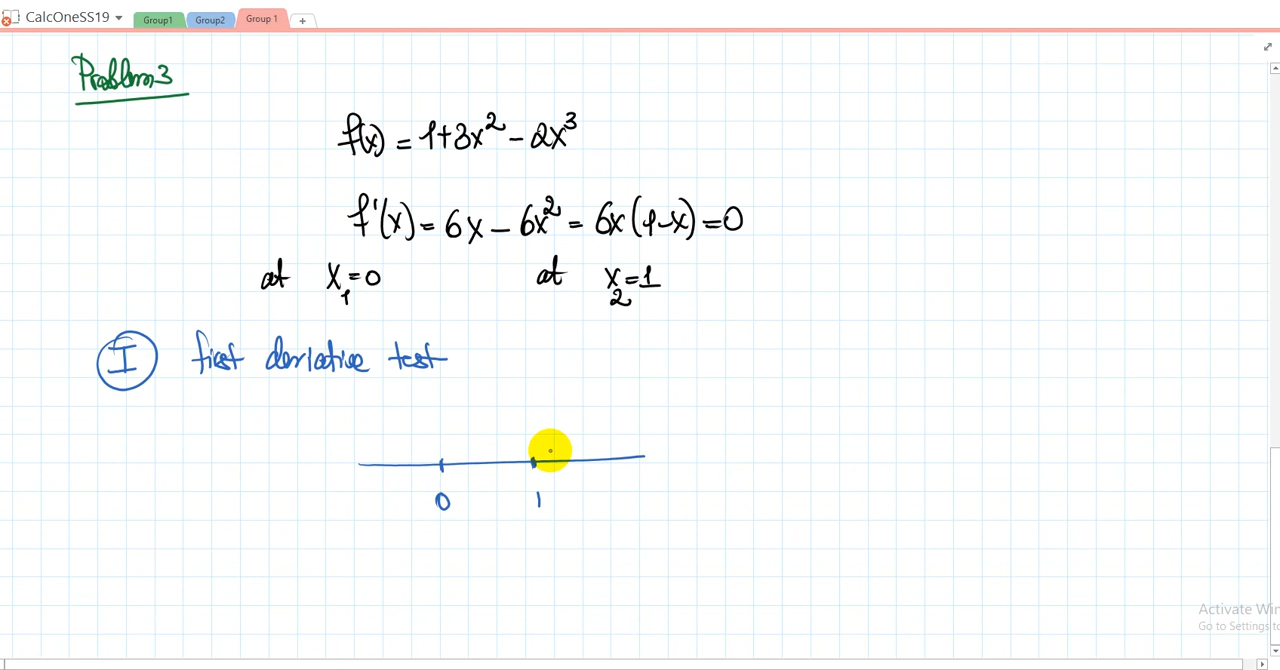 CalcOneSS19
Group1 Group2 Group 1 +
Problem 3
f(x) = 1+3x² - 2x³
f'(x) = 6x - 6x² = 6x(1-x) = 0
at x₁=0 at x₂=1
I first derivative test
0 1
Activate Win
Go to Settings to